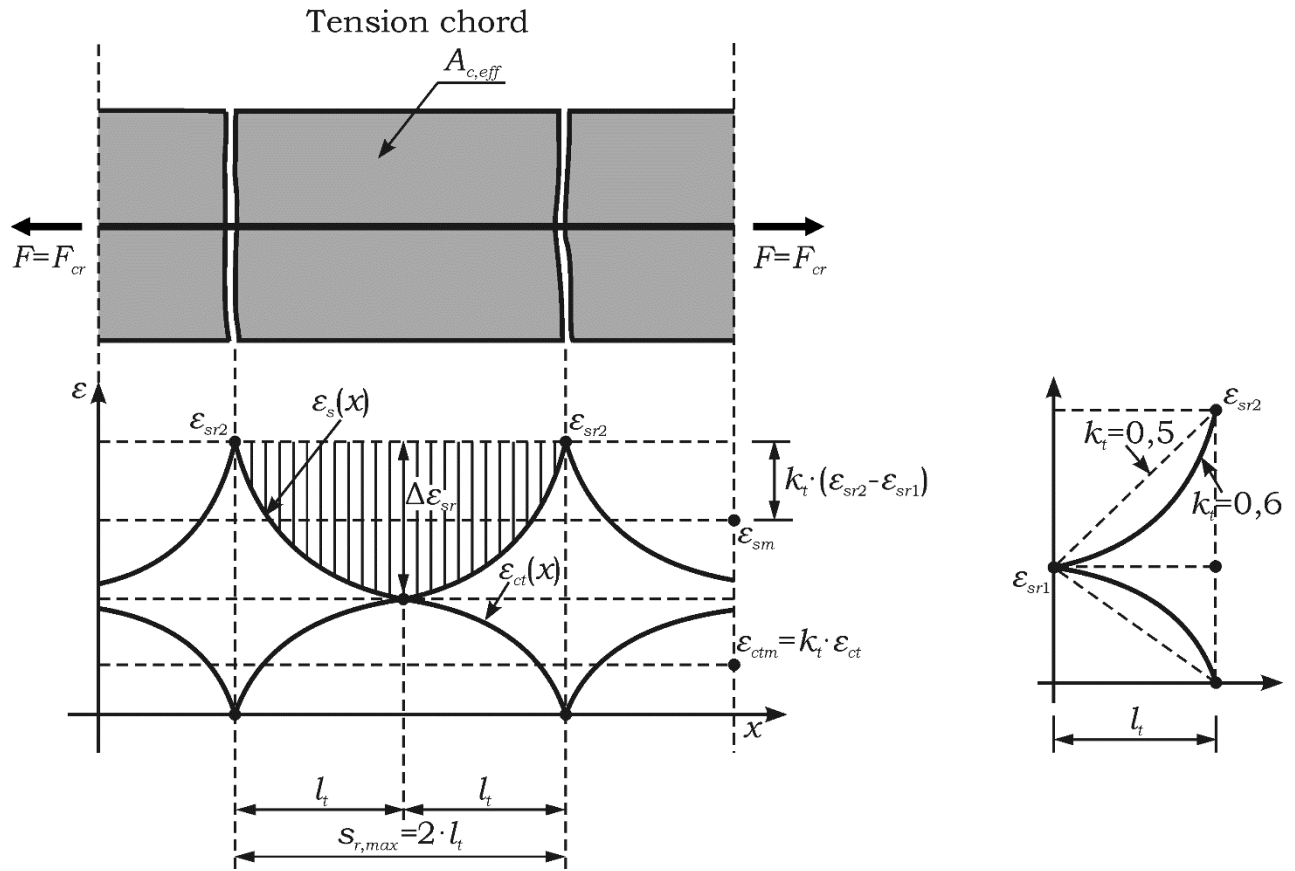 Tension chord
A_{c,eff}
F=F_{cr}
F=F_{cr}
ε
ε_{sr2}
ε_s(x)
ε_{sr2}
Δε_{sr}
k_t·(ε_{sr2}-ε_{sr1})
ε_{sm}
ε_{ct}(x)
ε_{ctm}=k_t·ε_{ct}
x
l_t
l_t
s_{r,max}=2·l_t
ε_{sr2}
k_t=0,5
k_t=0,6
ε_{sr1}
l_t